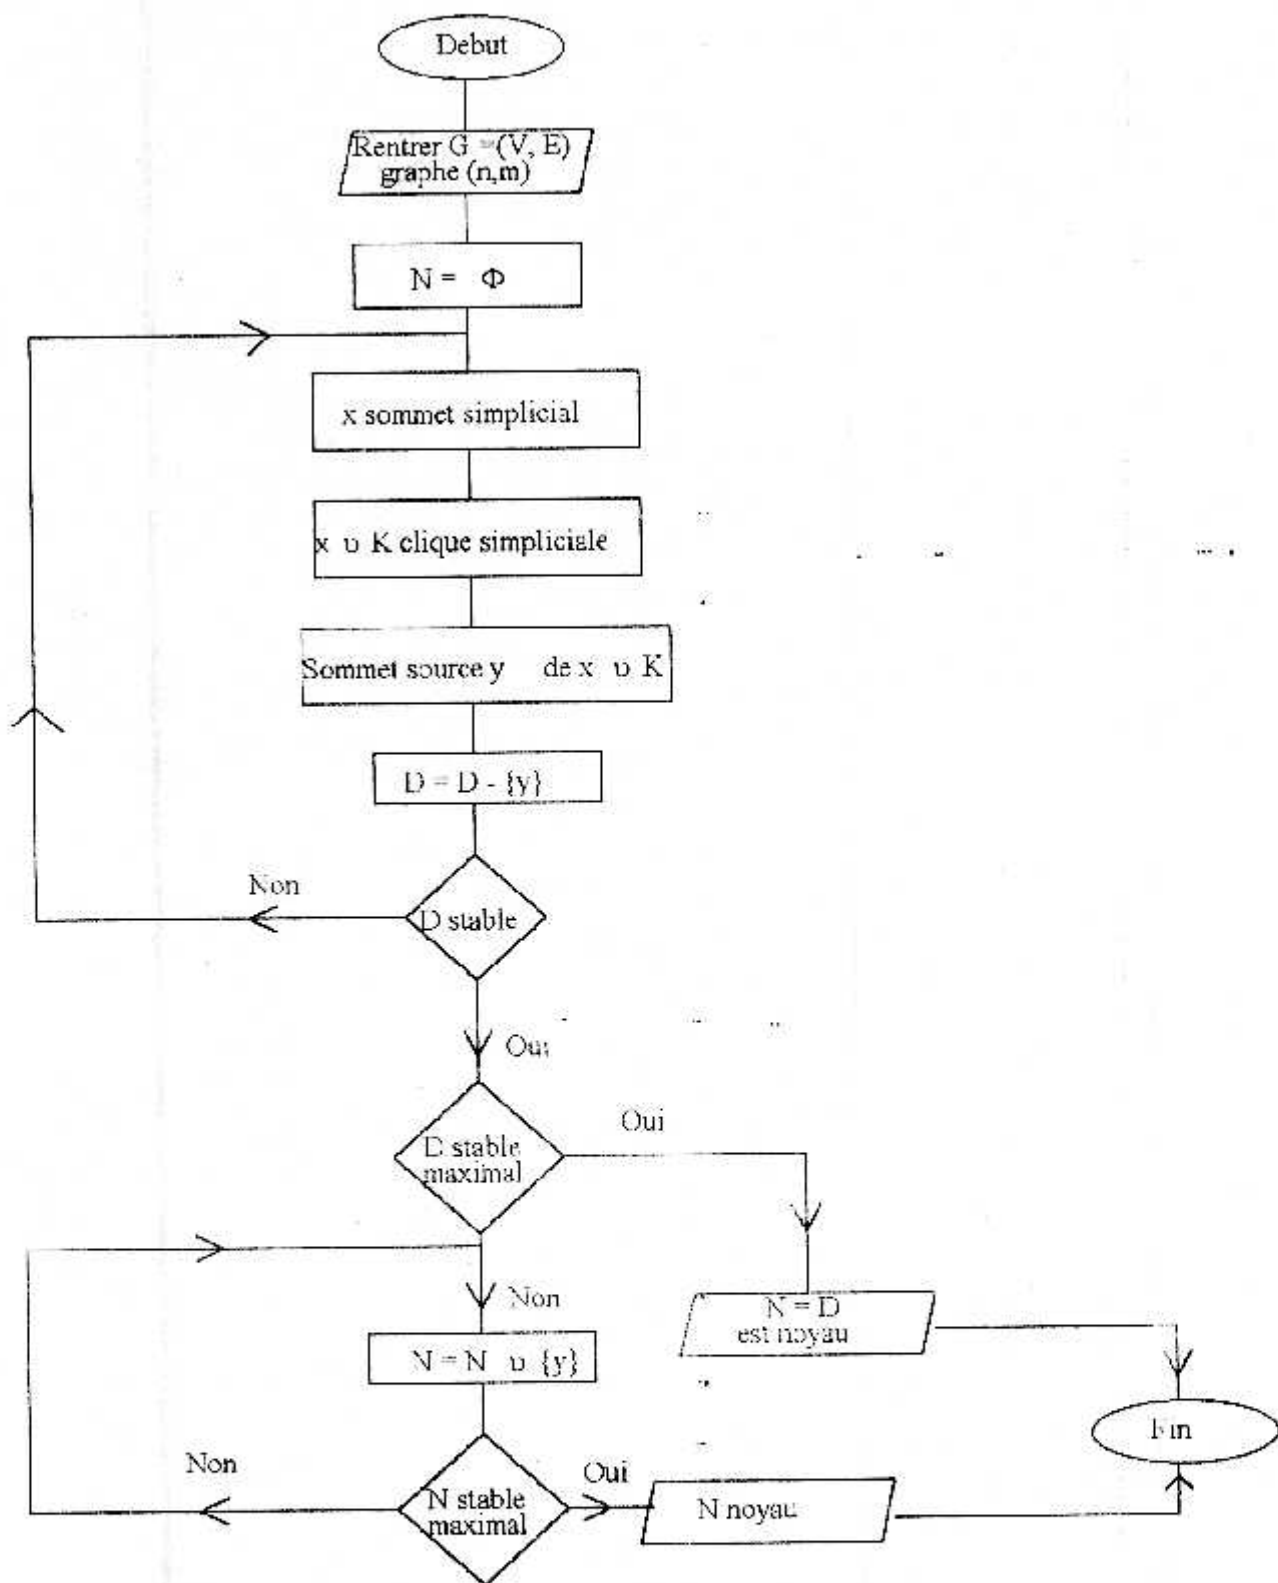 Debut
Rentrer G =(V, E)
graphe (n,m)
N = Φ
x sommet simplicial
x υ K clique simpliciale
Sommet source y de x υ K
D = D - {y}
Non
D stable
Oui
Oui
D stable
maximal
Non
N = D
est noyau
N = N υ {y}
Fin
Non
Oui
N stable
maximal
N noyau